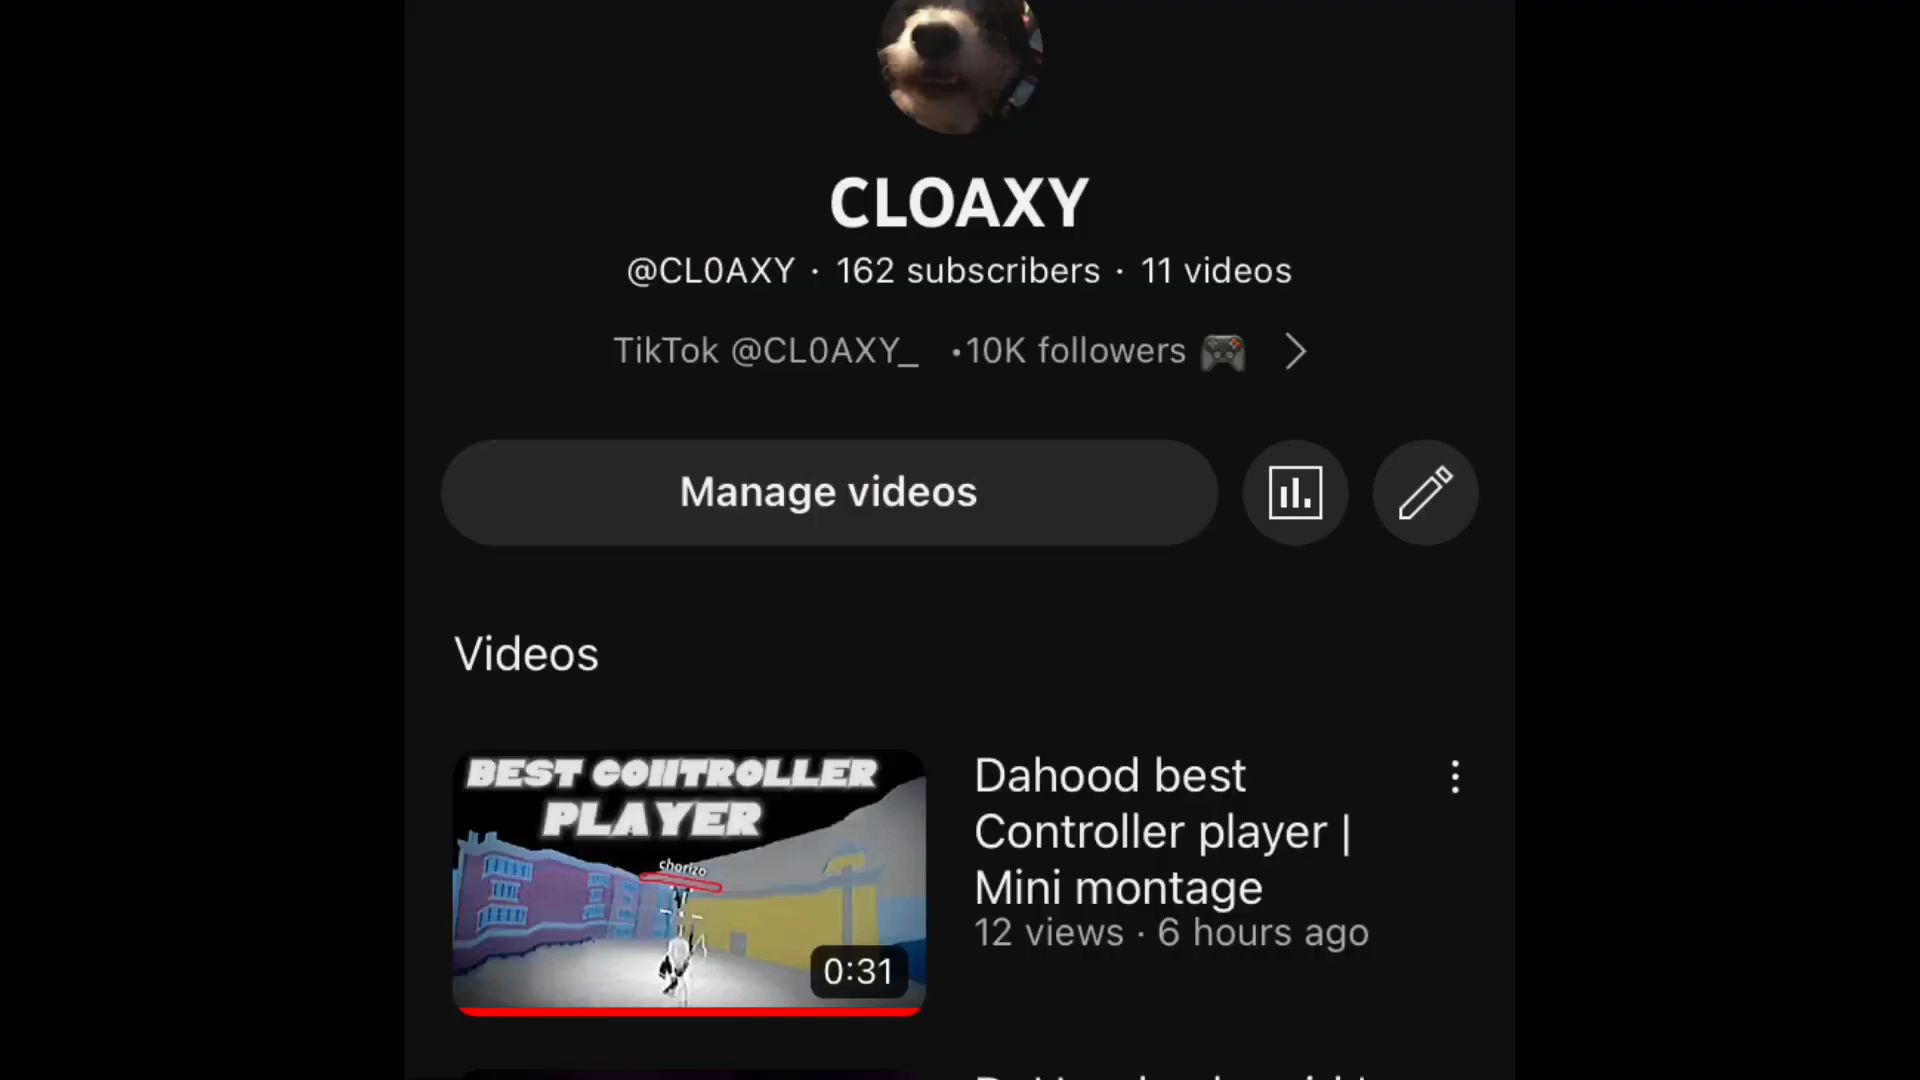 CLOAXY
@CL0AXY · 162 subscribers · 11 videos
TikTok @CL0AXY_ •10K followers 🎮 >
Manage videos
Videos
BEST CONTROLLER
PLAYER
chorizo
0:31
Dahood best
Controller player |
Mini montage
12 views · 6 hours ago